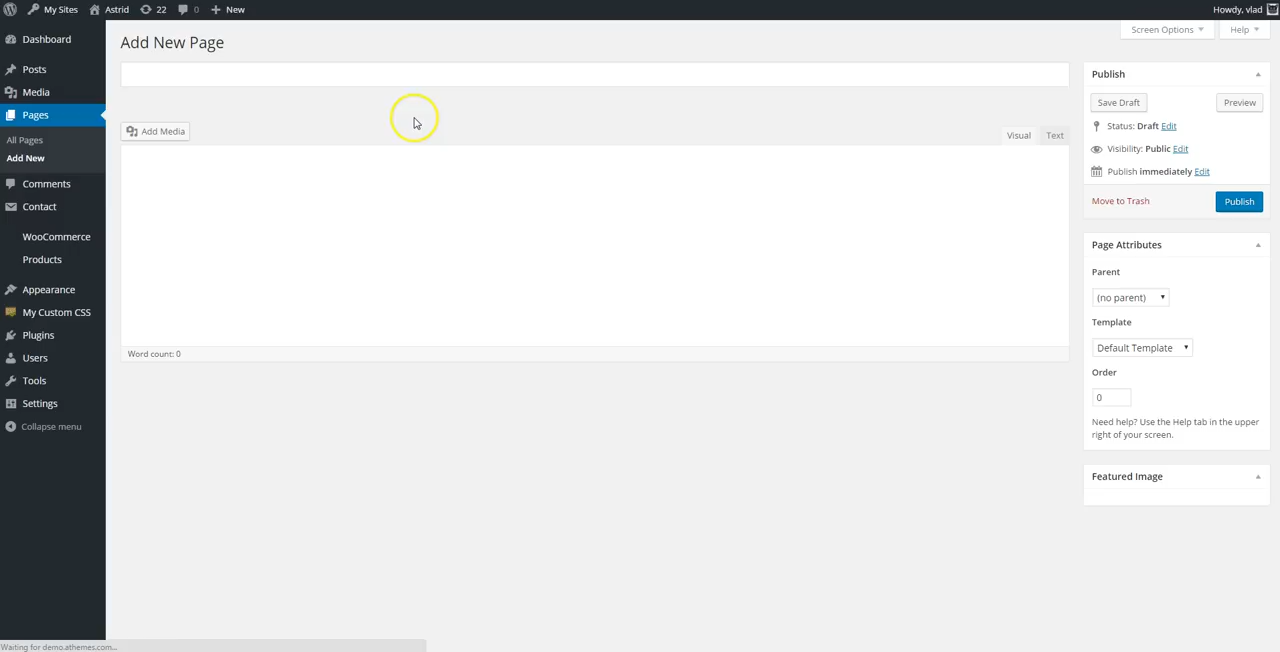 My Sites Astrid 22 0 New Howdy, vlad
Screen Options Help
Add New Page
Dashboard
Posts
Media
Pages
All Pages
Add New
Comments
Contact
WooCommerce
Products
Appearance
My Custom CSS
Plugins
Users
Tools
Settings
Collapse menu
Add Media
Visual Text
Word count: 0
Publish
Save Draft Preview
Status: Draft Edit
Visibility: Public Edit
Publish immediately Edit
Move to Trash Publish
Page Attributes
Parent
(no parent)
Template
Default Template
Order
0
Need help? Use the Help tab in the upper
right of your screen.
Featured Image
Waiting for demo.athemes.com...